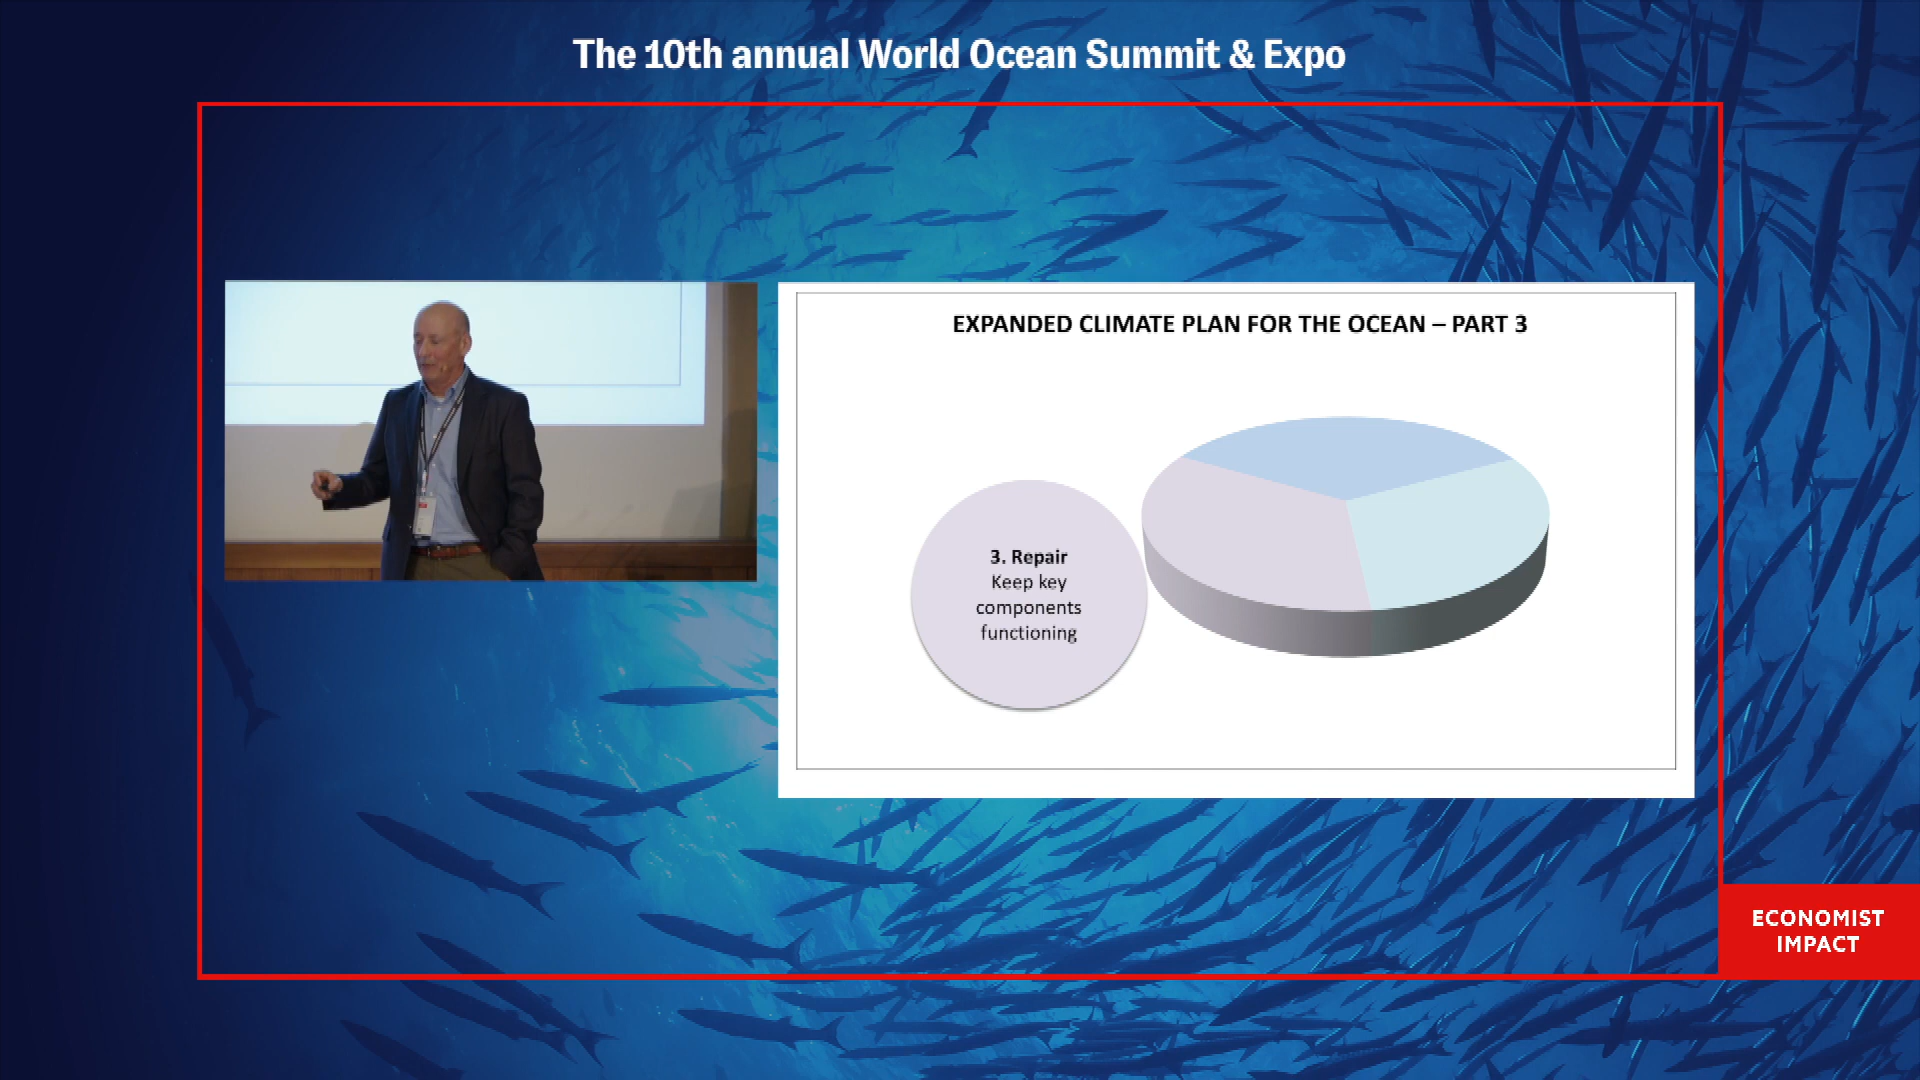 The 10th annual World Ocean Summit & Expo
EXPANDED CLIMATE PLAN FOR THE OCEAN – PART 3
3. Repair
Keep key
components
functioning
ECONOMIST
IMPACT